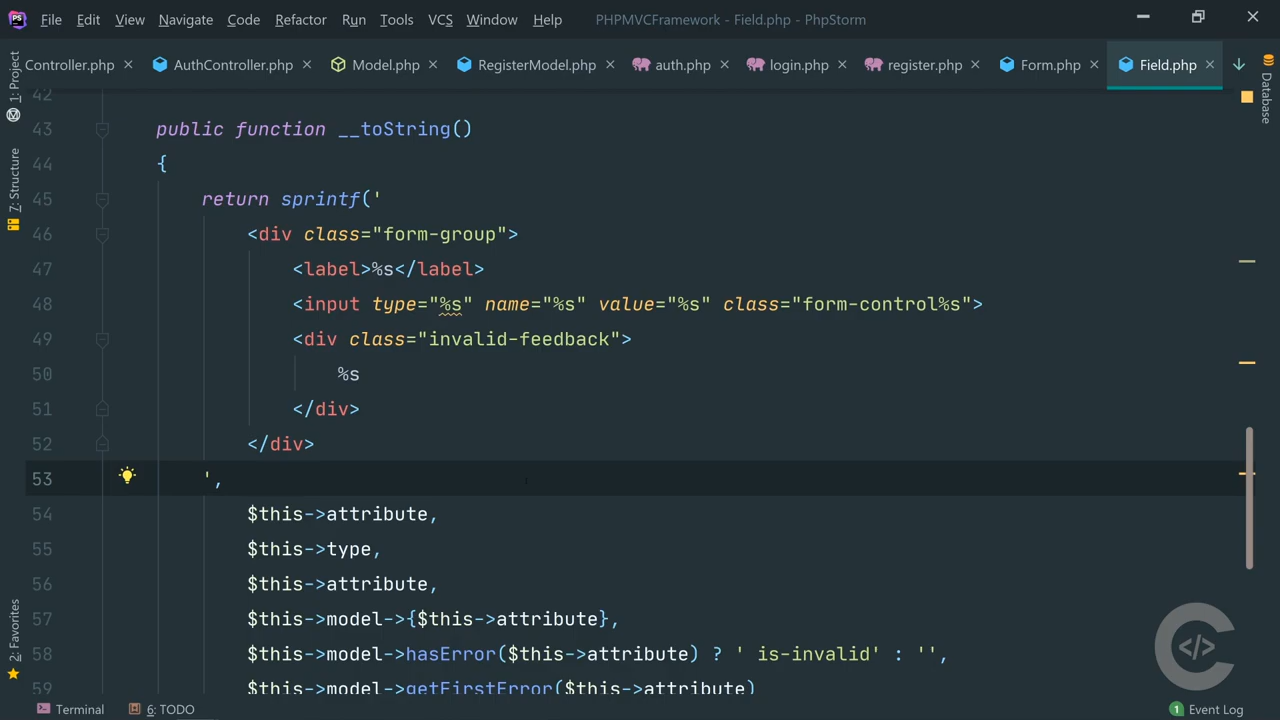 File Edit View Navigate Code Refactor Run Tools VCS Window Help PHPMVCFramework - Field.php - PhpStorm
Controller.php AuthController.php Model.php RegisterModel.php auth.php login.php register.php Form.php Field.php
1: Project
7: Structure
2: Favorites
Database
42
43 public function __toString()
44 {
45 return sprintf('
46 <div class="form-group">
47 <label>%s</label>
48 <input type="%s" name="%s" value="%s" class="form-control%s">
49 <div class="invalid-feedback">
50 %s
51 </div>
52 </div>
53 ',
54 $this->attribute,
55 $this->type,
56 $this->attribute,
57 $this->model->{$this->attribute},
58 $this->model->hasError($this->attribute) ? ' is-invalid' : '',
59 $this->model->getFirstError($this->attribute)
Terminal 6: TODO 1 Event Log